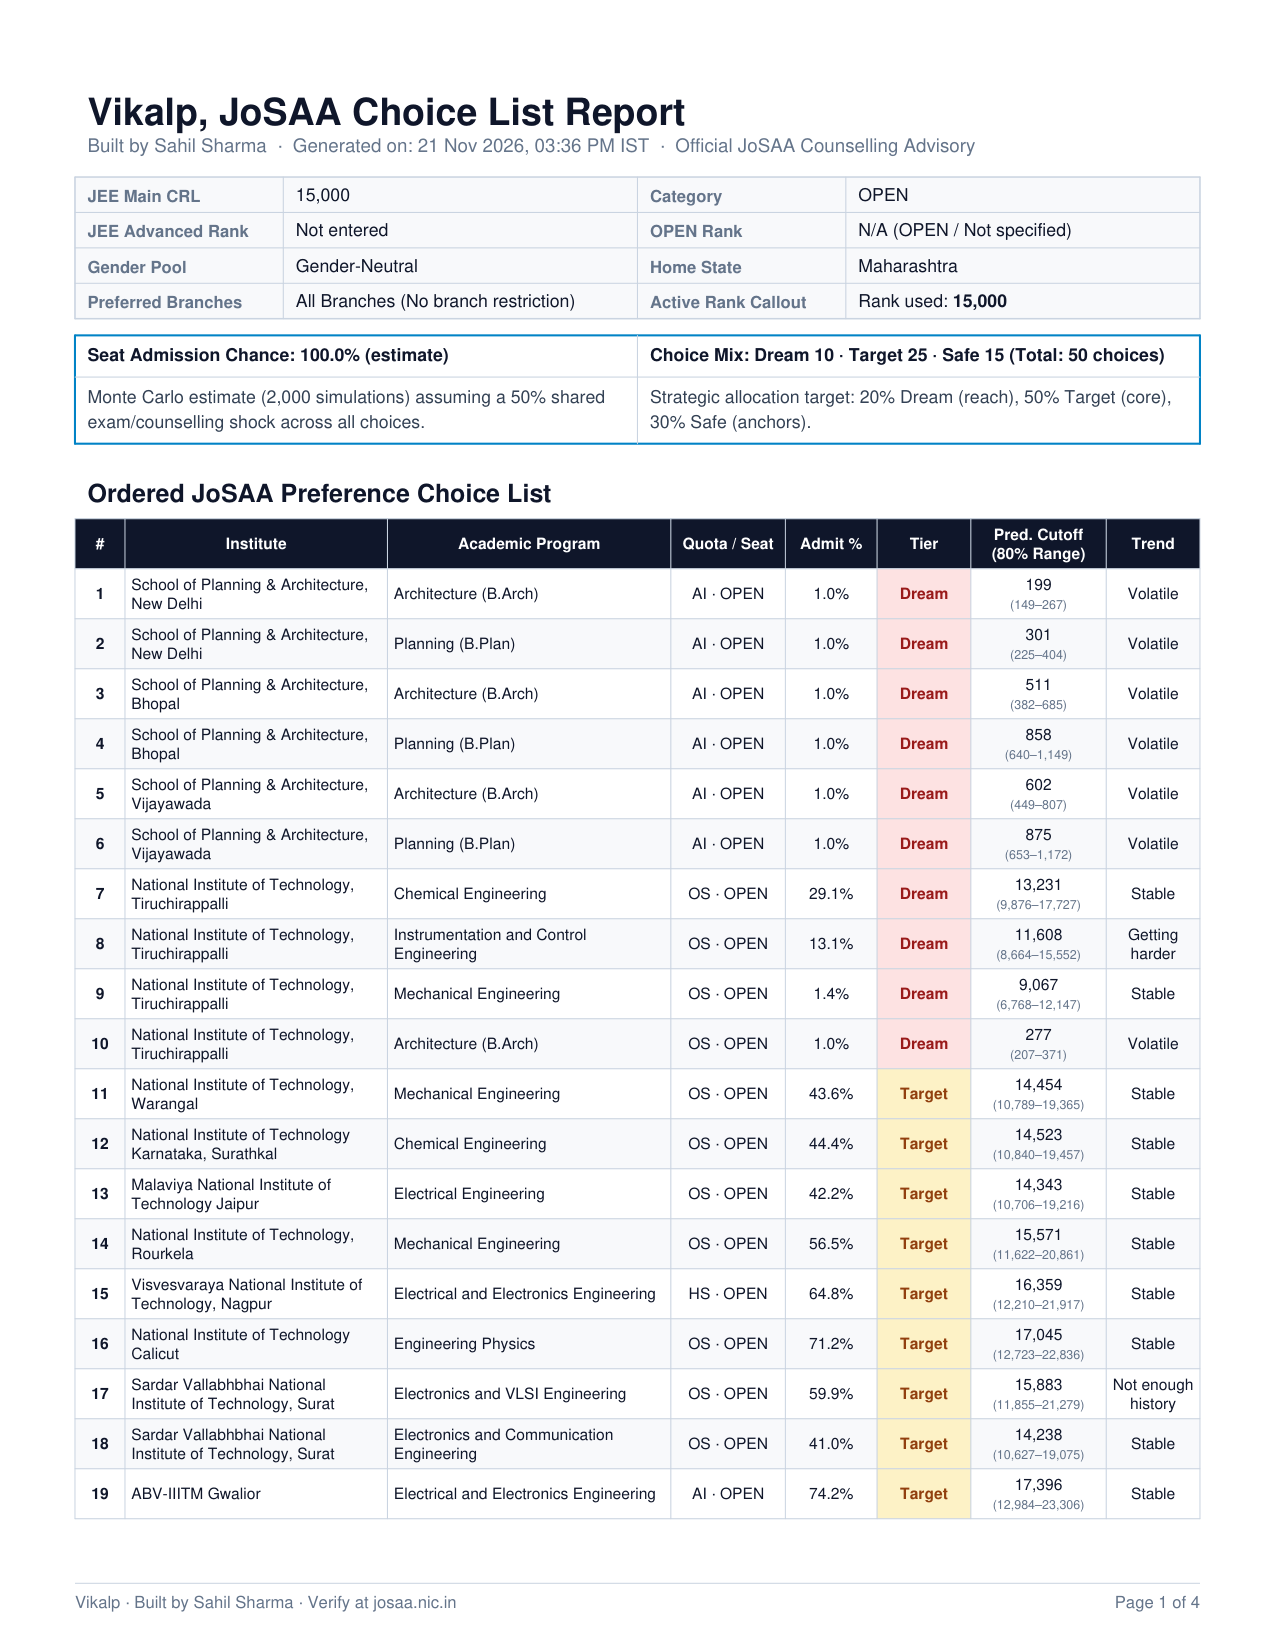 Vikalp, JoSAA Choice List Report
Built by Sahil Sharma · Generated on: 21 Nov 2026, 03:36 PM IST · Official JoSAA Counselling Advisory
JEE Main CRL 15,000 Category OPEN
JEE Advanced Rank Not entered OPEN Rank N/A (OPEN / Not specified)
Gender Pool Gender-Neutral Home State Maharashtra
Preferred Branches All Branches (No branch restriction) Active Rank Callout Rank used: 15,000
Seat Admission Chance: 100.0% (estimate)
Monte Carlo estimate (2,000 simulations) assuming a 50% shared
exam/counselling shock across all choices.
Choice Mix: Dream 10 · Target 25 · Safe 15 (Total: 50 choices)
Strategic allocation target: 20% Dream (reach), 50% Target (core),
30% Safe (anchors).
Ordered JoSAA Preference Choice List
# Institute Academic Program Quota / Seat Admit % Tier Pred. Cutoff (80% Range) Trend
1 School of Planning & Architecture, New Delhi Architecture (B.Arch) AI · OPEN 1.0% Dream 199 (149–267) Volatile
2 School of Planning & Architecture, New Delhi Planning (B.Plan) AI · OPEN 1.0% Dream 301 (225–404) Volatile
3 School of Planning & Architecture, Bhopal Architecture (B.Arch) AI · OPEN 1.0% Dream 511 (382–685) Volatile
4 School of Planning & Architecture, Bhopal Planning (B.Plan) AI · OPEN 1.0% Dream 858 (640–1,149) Volatile
5 School of Planning & Architecture, Vijayawada Architecture (B.Arch) AI · OPEN 1.0% Dream 602 (449–807) Volatile
6 School of Planning & Architecture, Vijayawada Planning (B.Plan) AI · OPEN 1.0% Dream 875 (653–1,172) Volatile
7 National Institute of Technology, Tiruchirappalli Chemical Engineering OS · OPEN 29.1% Dream 13,231 (9,876–17,727) Stable
8 National Institute of Technology, Tiruchirappalli Instrumentation and Control Engineering OS · OPEN 13.1% Dream 11,608 (8,664–15,552) Getting harder
9 National Institute of Technology, Tiruchirappalli Mechanical Engineering OS · OPEN 1.4% Dream 9,067 (6,768–12,147) Stable
10 National Institute of Technology, Tiruchirappalli Architecture (B.Arch) OS · OPEN 1.0% Dream 277 (207–371) Volatile
11 National Institute of Technology, Warangal Mechanical Engineering OS · OPEN 43.6% Target 14,454 (10,789–19,365) Stable
12 National Institute of Technology Karnataka, Surathkal Chemical Engineering OS · OPEN 44.4% Target 14,523 (10,840–19,457) Stable
13 Malaviya National Institute of Technology Jaipur Electrical Engineering OS · OPEN 42.2% Target 14,343 (10,706–19,216) Stable
14 National Institute of Technology, Rourkela Mechanical Engineering OS · OPEN 56.5% Target 15,571 (11,622–20,861) Stable
15 Visvesvaraya National Institute of Technology, Nagpur Electrical and Electronics Engineering HS · OPEN 64.8% Target 16,359 (12,210–21,917) Stable
16 National Institute of Technology Calicut Engineering Physics OS · OPEN 71.2% Target 17,045 (12,723–22,836) Stable
17 Sardar Vallabhbhai National Institute of Technology, Surat Electronics and VLSI Engineering OS · OPEN 59.9% Target 15,883 (11,855–21,279) Not enough history
18 Sardar Vallabhbhai National Institute of Technology, Surat Electronics and Communication Engineering OS · OPEN 41.0% Target 14,238 (10,627–19,075) Stable
19 ABV-IIITM Gwalior Electrical and Electronics Engineering AI · OPEN 74.2% Target 17,396 (12,984–23,306) Stable
Vikalp · Built by Sahil Sharma · Verify at josaa.nic.in Page 1 of 4